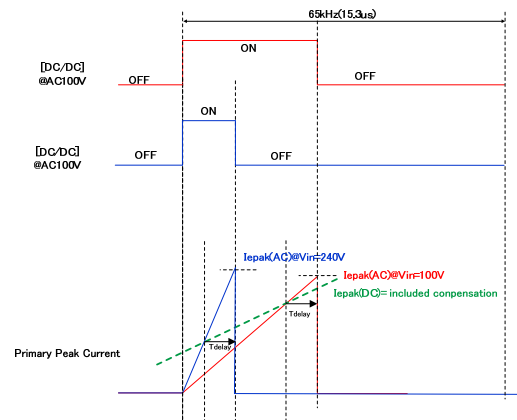 65kHz(15.3us)
ON
[DC/DC]
@AC100V
OFF
OFF
ON
[DC/DC]
@AC100V
OFF
OFF
Iepak(AC)@Vin=240V
Iepak(AC)@Vin=100V
Iepak(DC)= included conpensation
Tdelay
Tdelay
Primary Peak Current